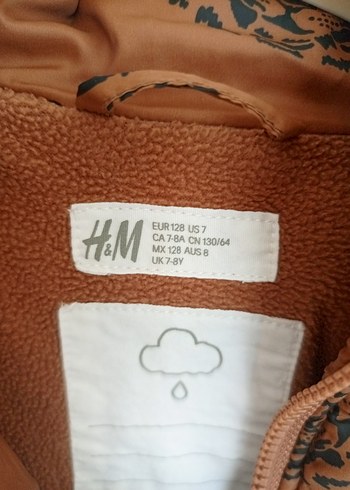 H&M
EUR 128 US 7
CA 7-8A CN 130/64
MX 128 AUS 8
UK 7-8Y